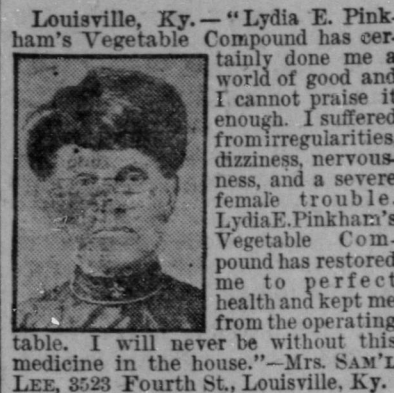 Louisville, Ky.—"Lydia E. Pink-
ham's Vegetable Compound has cer-
tainly done me a
world of good and
I cannot praise it
enough. I suffered
from irregularities
dizziness, nervous-
ness, and a severe
female trouble.
Lydia E. Pinkham's
Vegetable Com-
pound has restored
me to perfect
health and kept me
from the operating
table. I will never be without this
medicine in the house."—Mrs. SAM'L
LEE, 3523 Fourth St., Louisville, Ky.